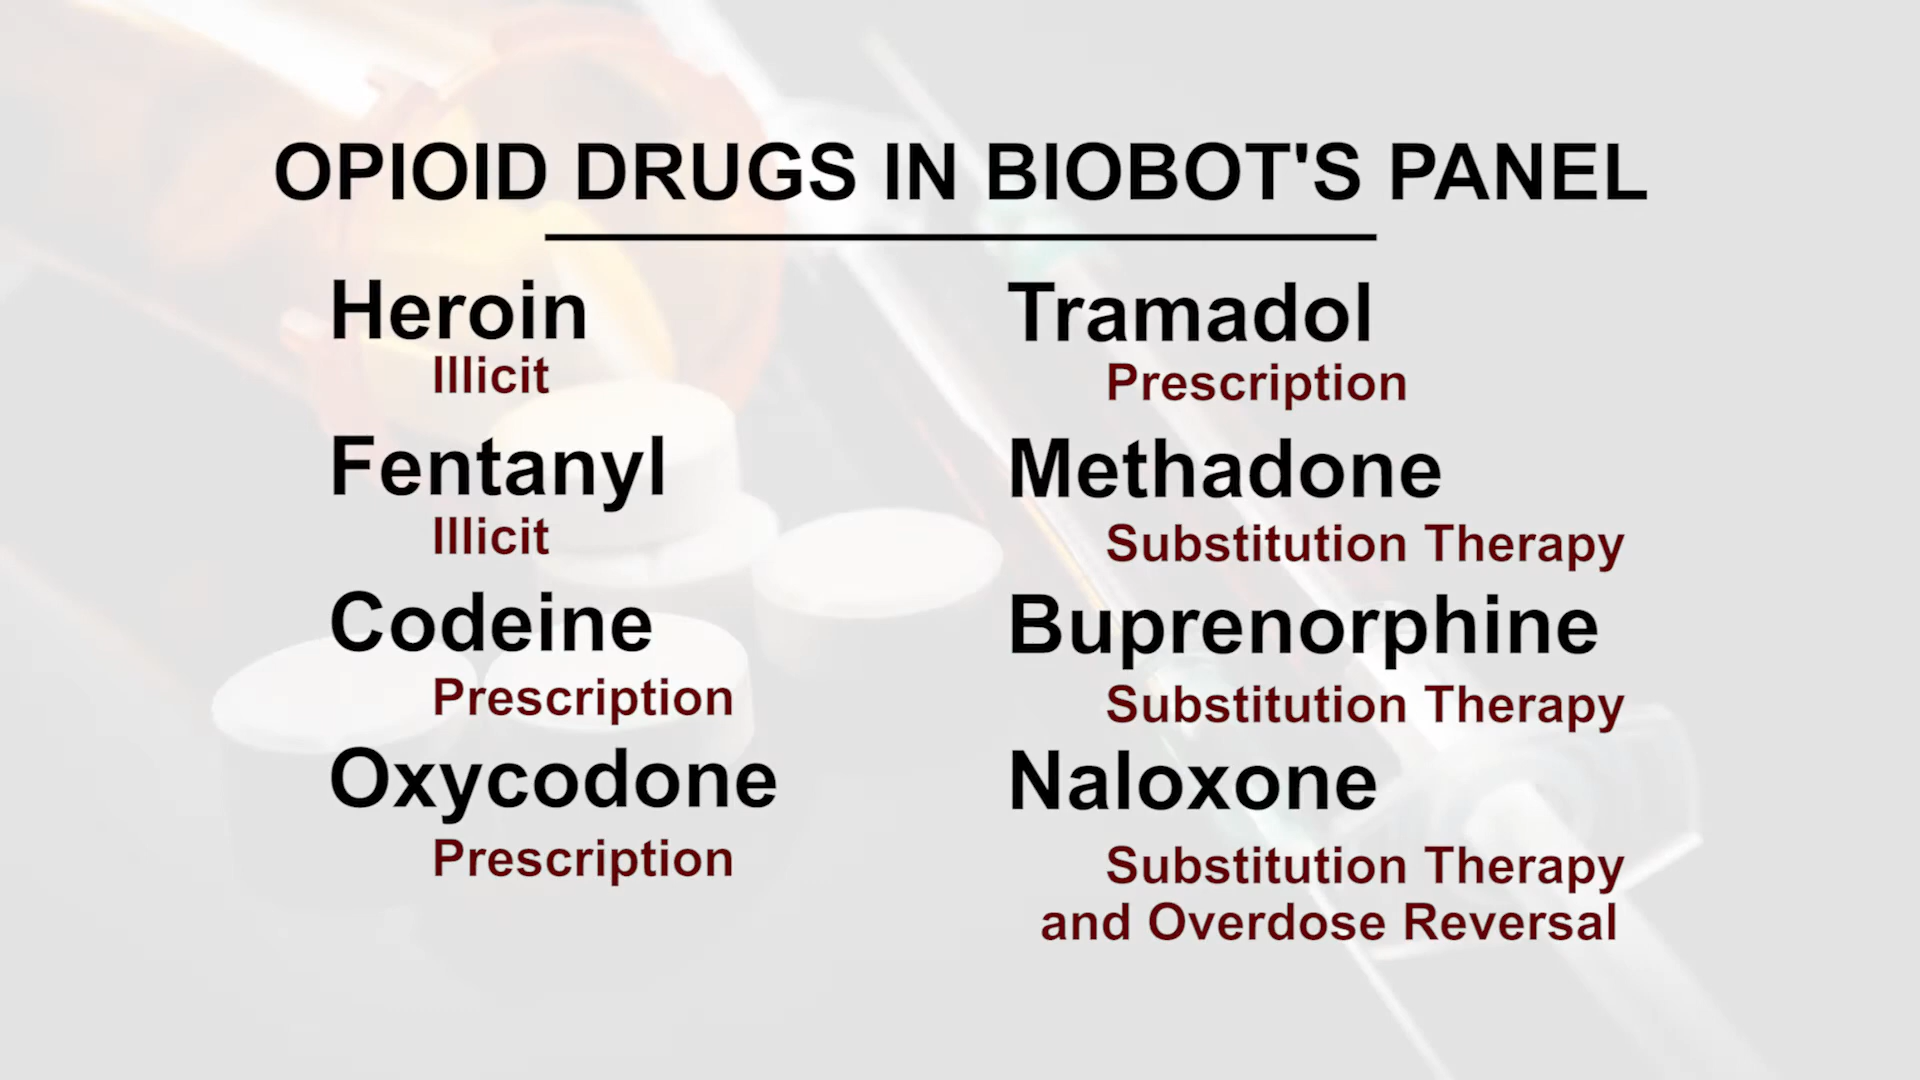 OPIOID DRUGS IN BIOBOT'S PANEL
Heroin
Illicit
Fentanyl
Illicit
Codeine
Prescription
Oxycodone
Prescription
Tramadol
Prescription
Methadone
Substitution Therapy
Buprenorphine
Substitution Therapy
Naloxone
Substitution Therapy
and Overdose Reversal